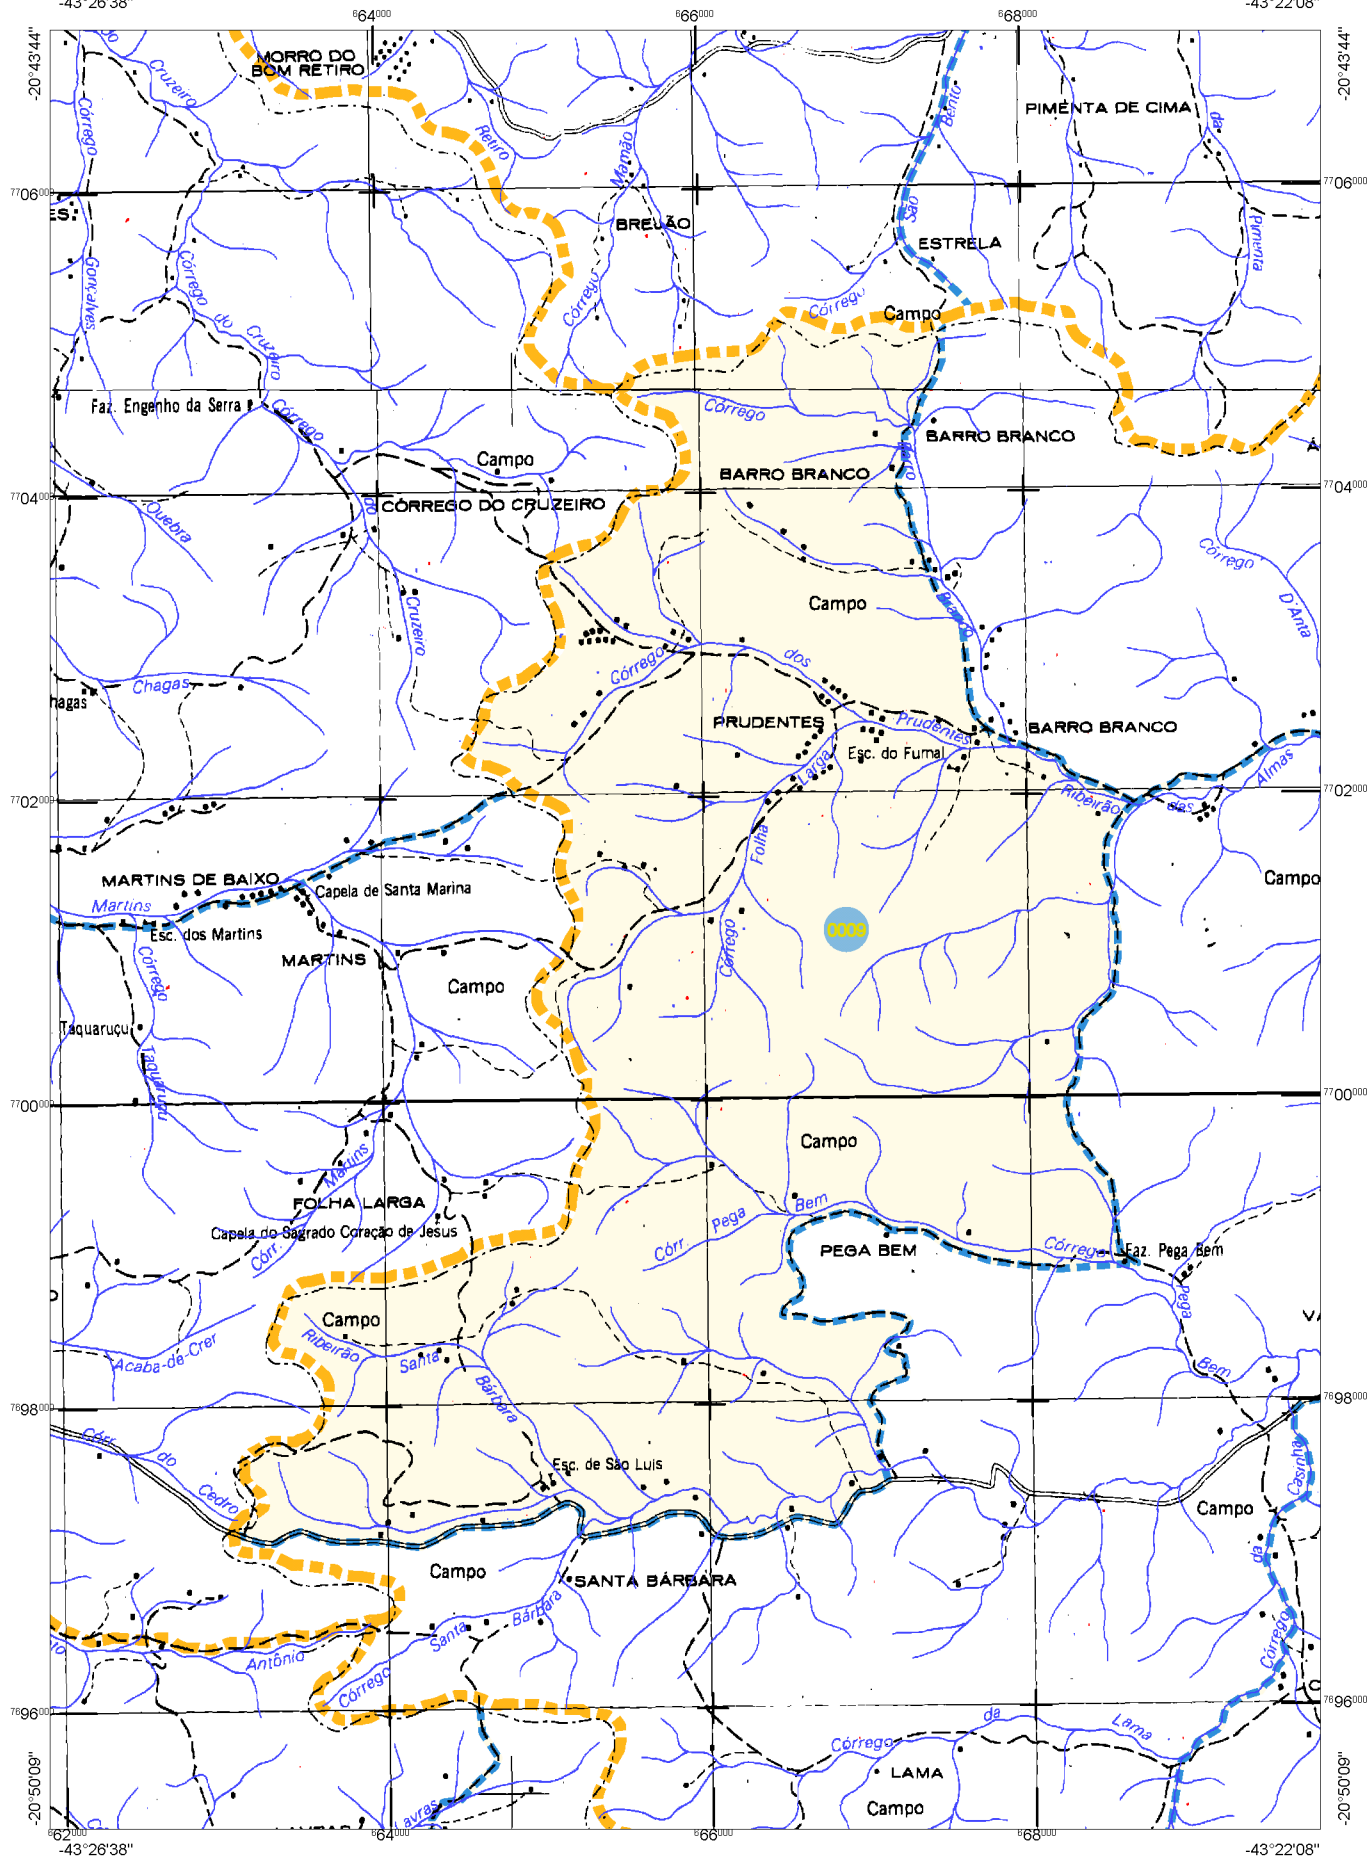 -43°26'38"
664000
666000
668000
-43°22'08"
-20°43'44"
-20°43'44"
MORRO DO
BOM RETIRO
Cruzeiro
Córrego
Retiro
Mamão
Bento
PIMENTA DE CIMA
da
7706000
7706000
ES.
BREJÃO
São
ESTRELA
Pimenta
Gonçalves
Córrego
do
Cruzeiro
Córrego
Córrego
Campo
Faz. Engenho da Serra
Córrego
Córrego
BARRO BRANCO
Campo
BARRO BRANCO
7704000
7704000
CÓRREGO DO CRUZEIRO
do
Quebra
Córrego
D'Anta
Campo
Branco
Cruzeiro
Córrego
dos
Chagas
hagas
PRUDENTES
Prudentes
BARRO BRANCO
Esc. do Fumal
Larga
Almas
Ribeirão
das
7702000
7702000
Folha
MARTINS DE BAIXO
Capela de Santa Marina
Campo
Martins
Esc. dos Martins
0009
MARTINS
Córrego
Córrego
Campo
Taquaruçu
Taquaruçu
7700000
7700000
Campo
Martins
FOLHA LARGA
Bem
Pega
Capela do Sagrado Coração de Jesus
Córr.
Córr.
PEGA BEM
Córrego
Faz. Pega Bem
Pega
Campo
Ribeirão
Santa
Acaba-de-Crer
Bem
Bárbara
7698000
7698000
Córr.
do
Cedro
Esc. de São Luis
Campo
da
Campo
SANTA BÁRBARA
Bárbara
Santa
Antônio
Córrego
Córrego
7696000
7696000
da
Lama
Córrego
LAMA
Campo
-20°50'09"
-20°50'09"
662000
664000
666000
668000
-43°26'38"
-43°22'08"